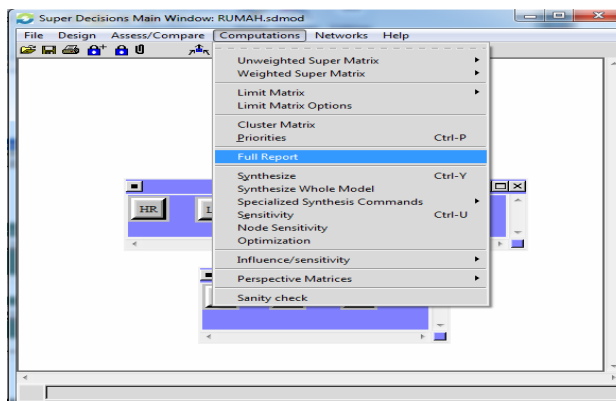 Super Decisions Main Window: RUMAH.sdmod
File Design Assess/Compare Computations Networks Help
Unweighted Super Matrix
Weighted Super Matrix
Limit Matrix
Limit Matrix Options
Cluster Matrix
Priorities Ctrl-P
Full Report
Synthesize Ctrl-Y
Synthesize Whole Model
Specialized Synthesis Commands
Sensitivity Ctrl-U
Node Sensitivity
Optimization
Influence/sensitivity
Perspective Matrices
Sanity check
HR